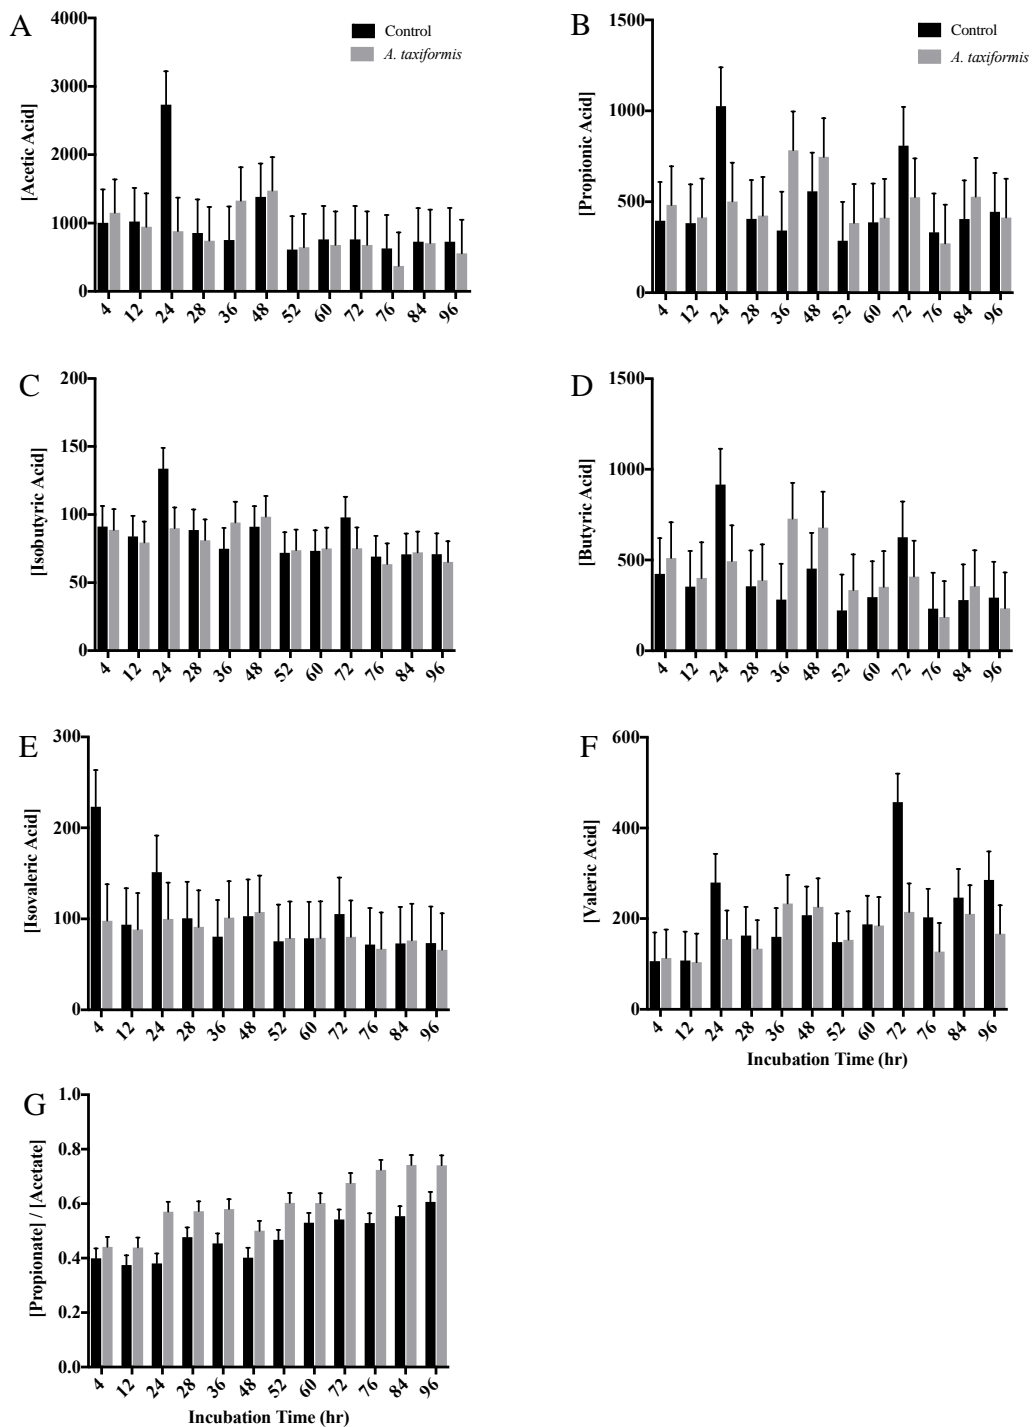 A
[Acetic Acid]
4000
3000
2000
1000
0
Control
A. taxiformis
4 12 24 28 36 48 52 60 72 76 84 96
B
[Propionic Acid]
1500
1000
500
0
Control
A. taxiformis
4 12 24 28 36 48 52 60 72 76 84 96
C
[Isobutyric Acid]
200
150
100
50
0
4 12 24 28 36 48 52 60 72 76 84 96
D
[Butyric Acid]
1500
1000
500
0
4 12 24 28 36 48 52 60 72 76 84 96
E
[Isovaleric Acid]
300
200
100
0
4 12 24 28 36 48 52 60 72 76 84 96
F
[Valeric Acid]
600
400
200
0
4 12 24 28 36 48 52 60 72 76 84 96
Incubation Time (hr)
G
[Propionate] / [Acetate]
1.0
0.8
0.6
0.4
0.2
0.0
4 12 24 28 36 48 52 60 72 76 84 96
Incubation Time (hr)